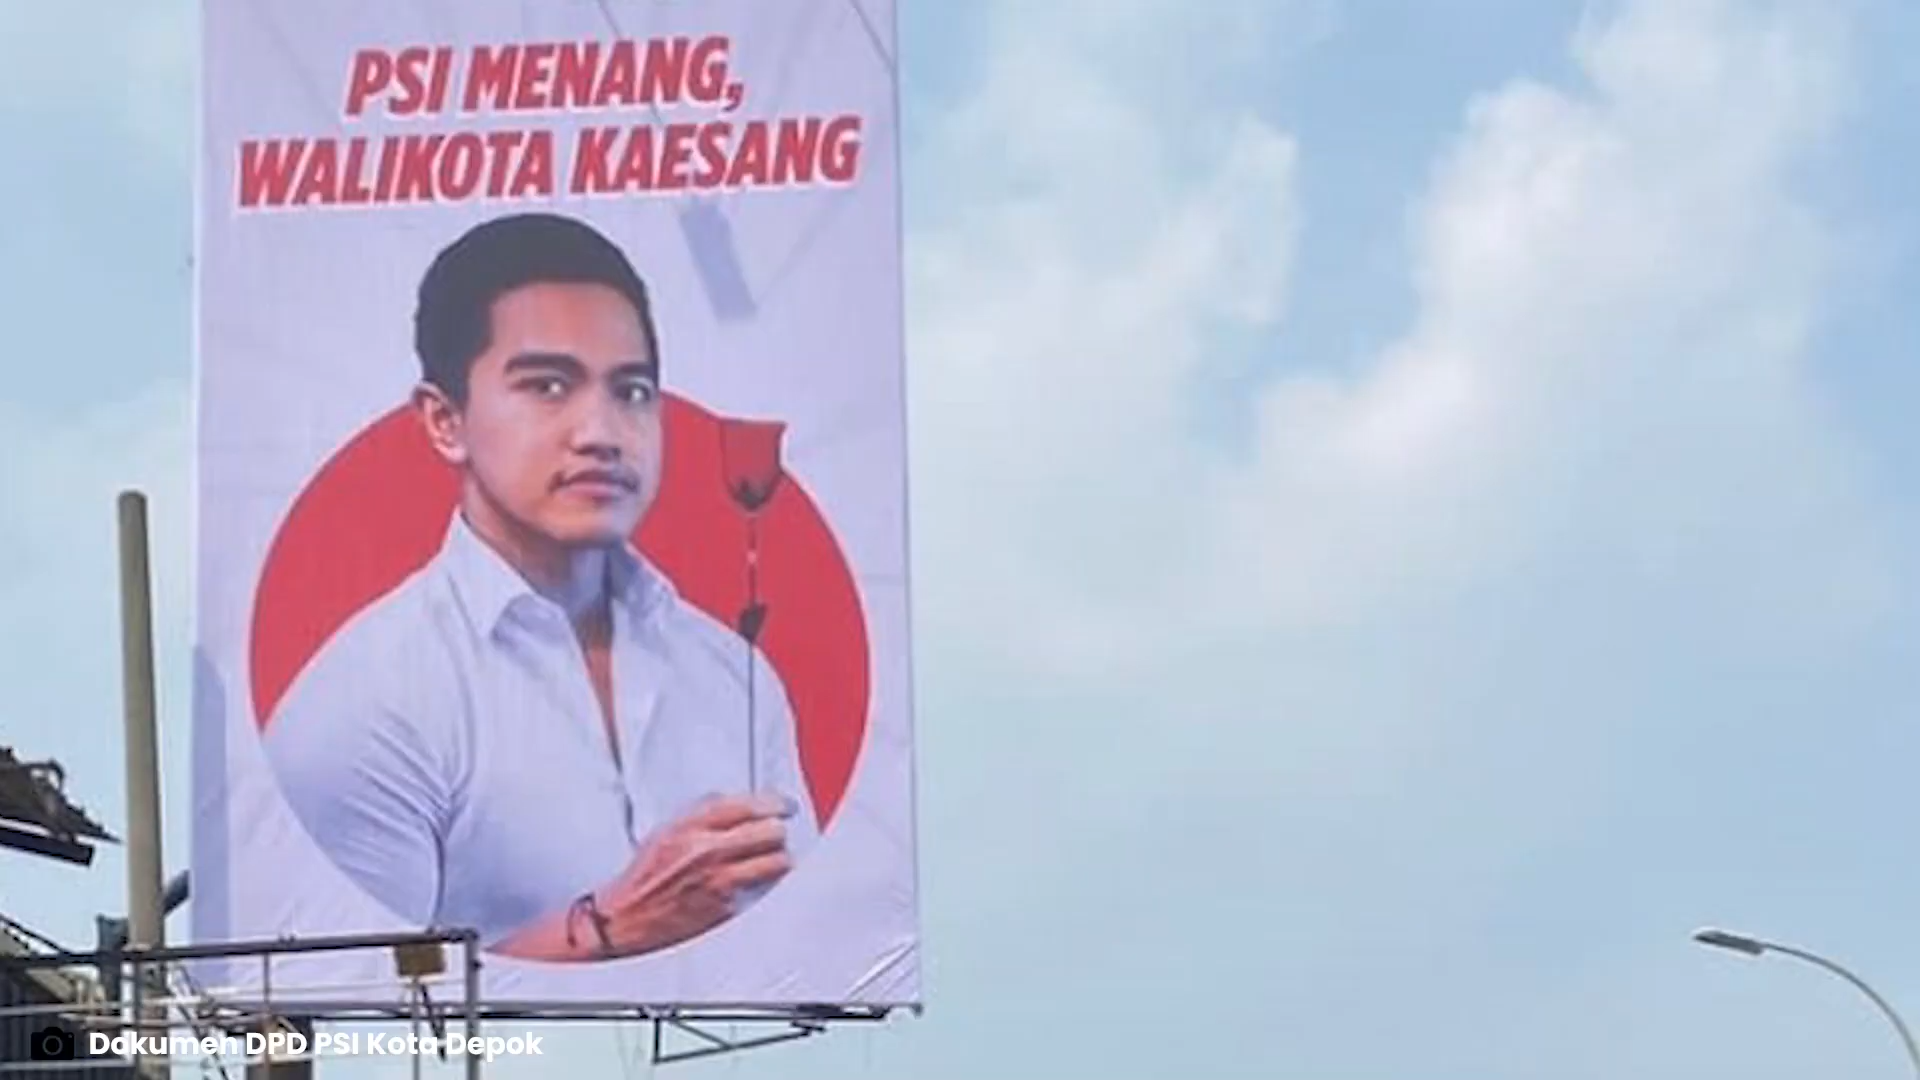 PSI MENANG,
WALIKOTA KAESANG
Dokumen DPD PSI Kota Depok